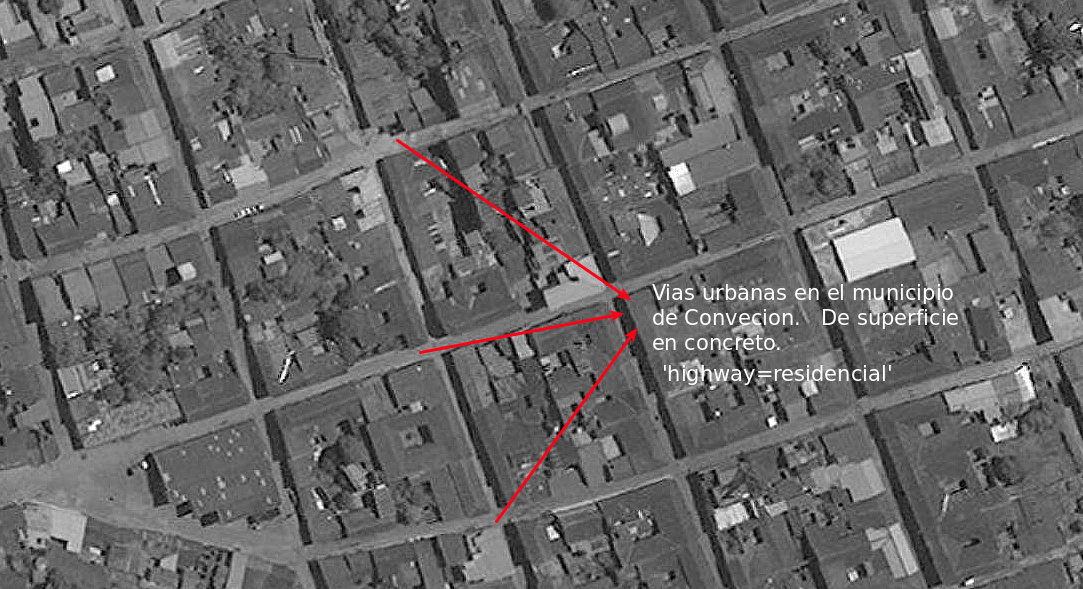 Vias urbanas en el municipio
de Convecion.   De superficie
en concreto.
'highway=residencial'